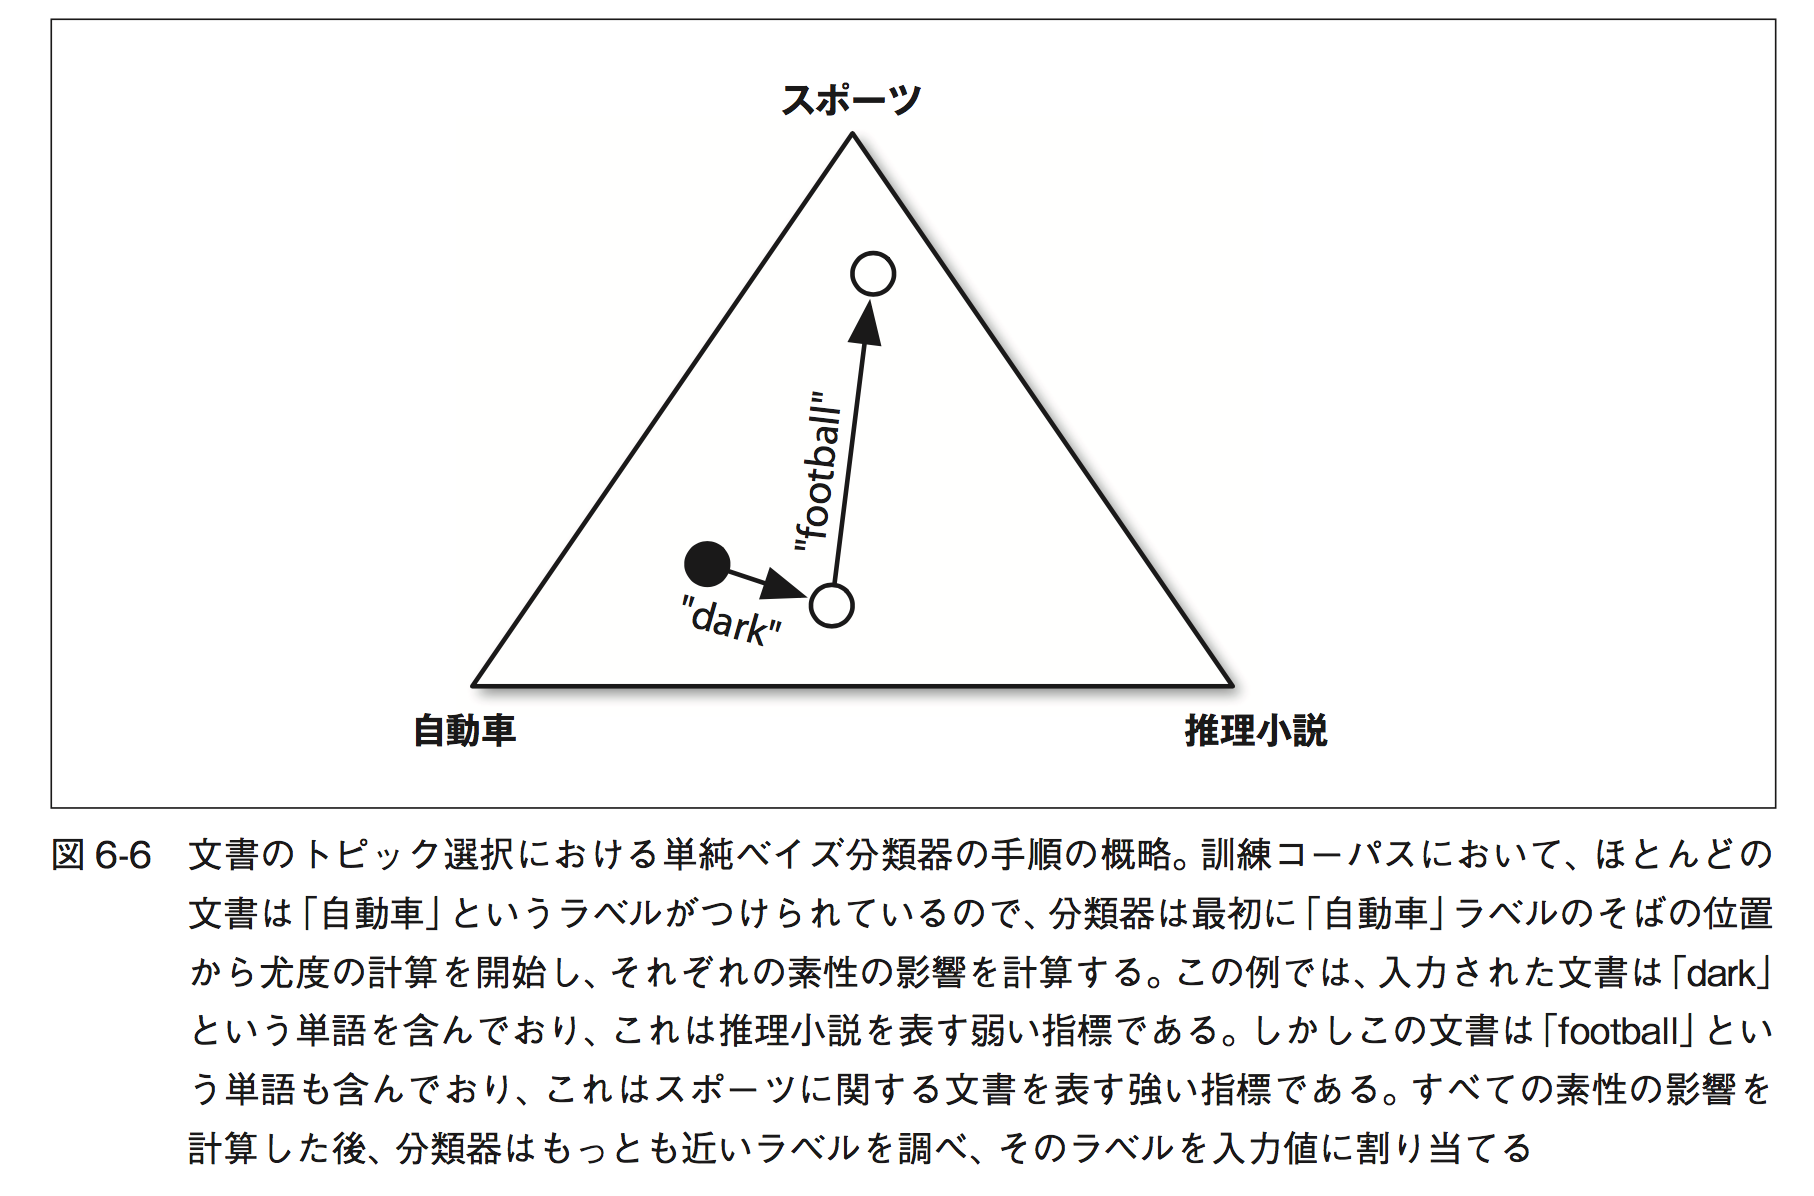 スポーツ
"football"
"dark"
自動車
推理小説
図 6-6 文書のトピック選択における単純ベイズ分類器の手順の概略。訓練コーパスにおいて、ほとんどの
文書は「自動車」というラベルがつけられているので、分類器は最初に「自動車」ラベルのそばの位置
から尤度の計算を開始し、それぞれの素性の影響を計算する。この例では、入力された文書は「dark」
という単語を含んでおり、これは推理小説を表す弱い指標である。しかしこの文書は「football」とい
う単語も含んでおり、これはスポーツに関する文書を表す強い指標である。すべての素性の影響を
計算した後、分類器はもっとも近いラベルを調べ、そのラベルを入力値に割り当てる